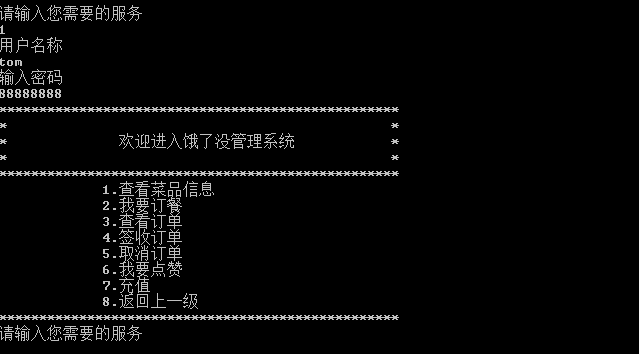 请输入您需要的服务
1
用户名称
tom
输入密码
88888888
**************************************************
*                                                *
*              欢迎进入饿了没管理系统            *
*                                                *
**************************************************
1.查看菜品信息
2.我要订餐
3.查看订单
4.签收订单
5.取消订单
6.我要点赞
7.充值
8.返回上一级
**************************************************
请输入您需要的服务